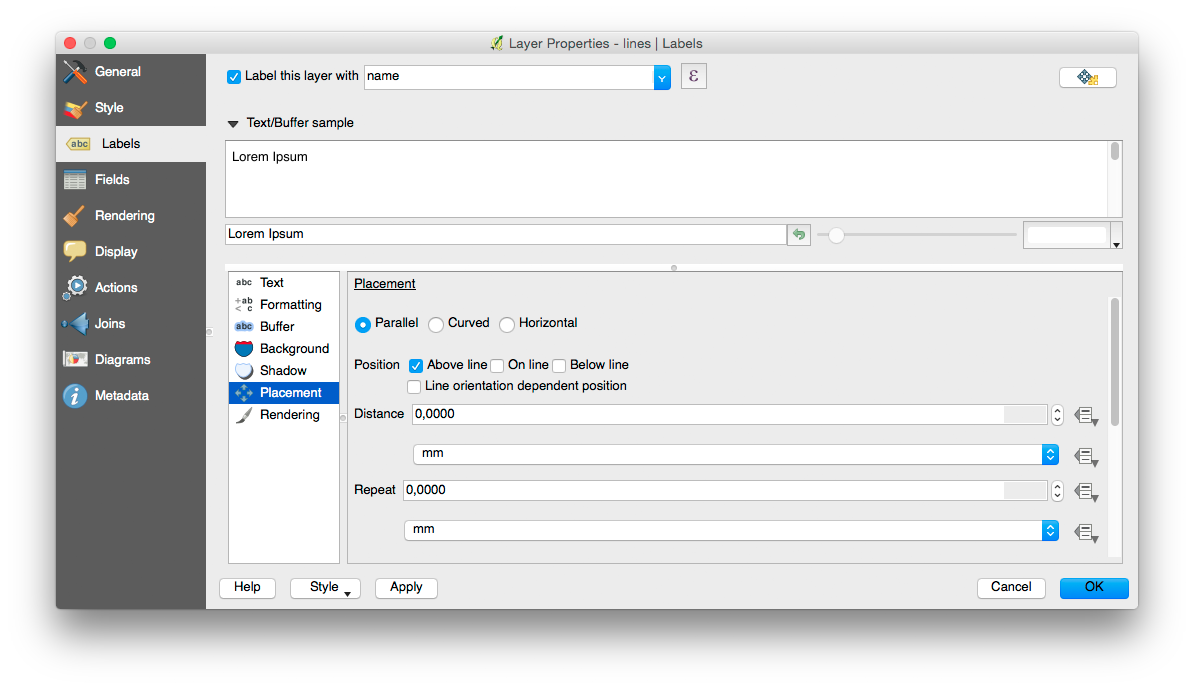 Layer Properties - lines | Labels
General
Style
abc Labels
Fields
Rendering
Display
Actions
Joins
Diagrams
i Metadata
Label this layer with name ε
Text/Buffer sample
Lorem Ipsum
Lorem Ipsum
abc Text
+ab < c Formatting
abc Buffer
Background
Shadow
Placement
Rendering
Placement
Parallel Curved Horizontal
Position Above line On line Below line
Line orientation dependent position
Distance 0,0000
mm
Repeat 0,0000
mm
Help Style Apply Cancel OK